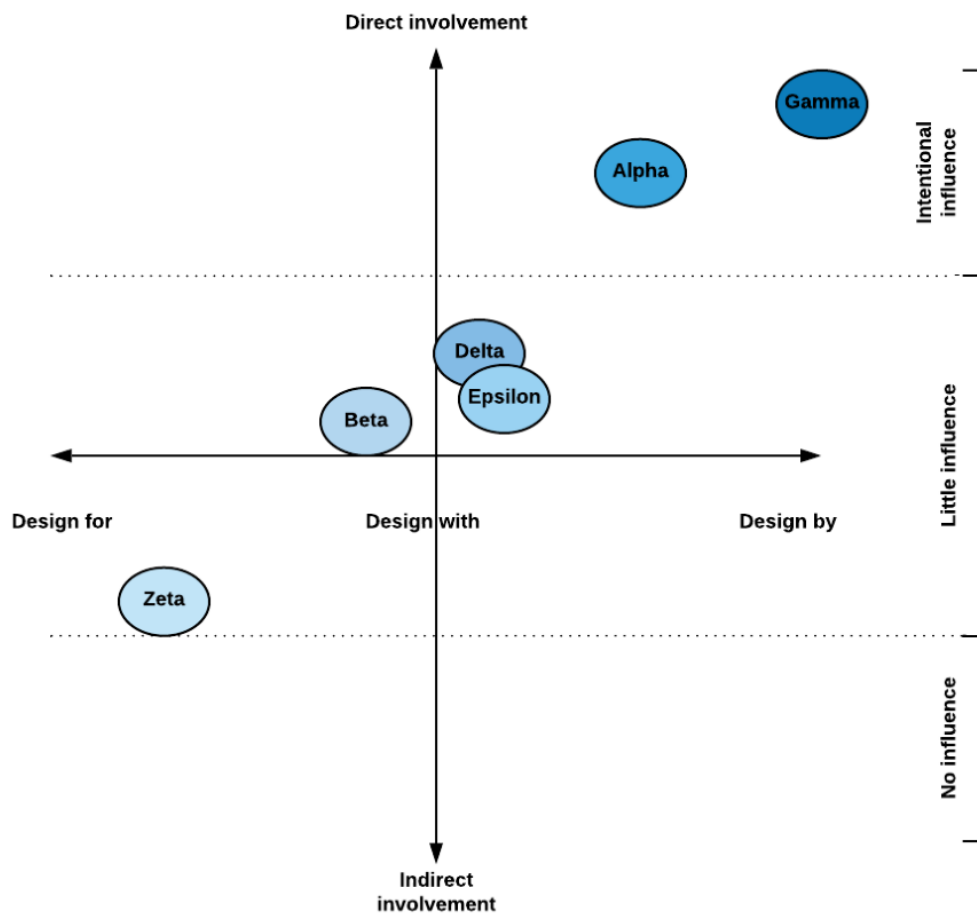 Direct involvement
Gamma
Alpha
Intentional
influence
Delta
Epsilon
Beta
Little influence
Design for
Design with
Design by
Zeta
No influence
Indirect
involvement